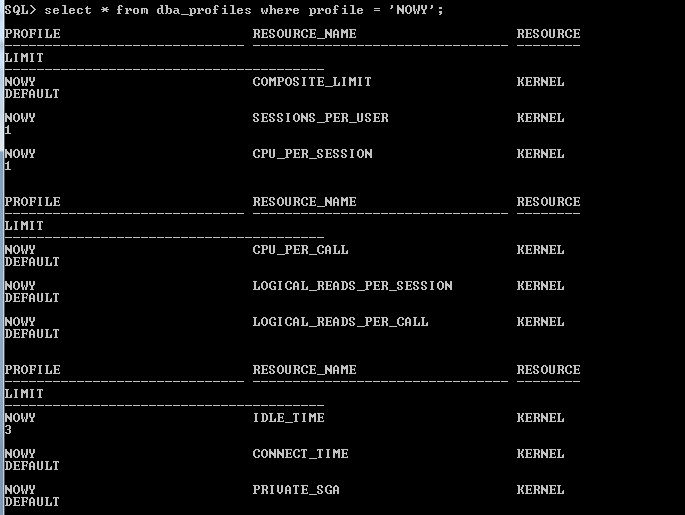 SQL> select * from dba_profiles where profile = 'NOWY';
PROFILE RESOURCE_NAME RESOURCE
------------------------------ -------------------------------- --------
LIMIT
----------------------------------------
NOWY COMPOSITE_LIMIT KERNEL
DEFAULT
NOWY SESSIONS_PER_USER KERNEL
1
NOWY CPU_PER_SESSION KERNEL
1
PROFILE RESOURCE_NAME RESOURCE
------------------------------ -------------------------------- --------
LIMIT
----------------------------------------
NOWY CPU_PER_CALL KERNEL
DEFAULT
NOWY LOGICAL_READS_PER_SESSION KERNEL
DEFAULT
NOWY LOGICAL_READS_PER_CALL KERNEL
DEFAULT
PROFILE RESOURCE_NAME RESOURCE
------------------------------ -------------------------------- --------
LIMIT
----------------------------------------
NOWY IDLE_TIME KERNEL
3
NOWY CONNECT_TIME KERNEL
DEFAULT
NOWY PRIVATE_SGA KERNEL
DEFAULT